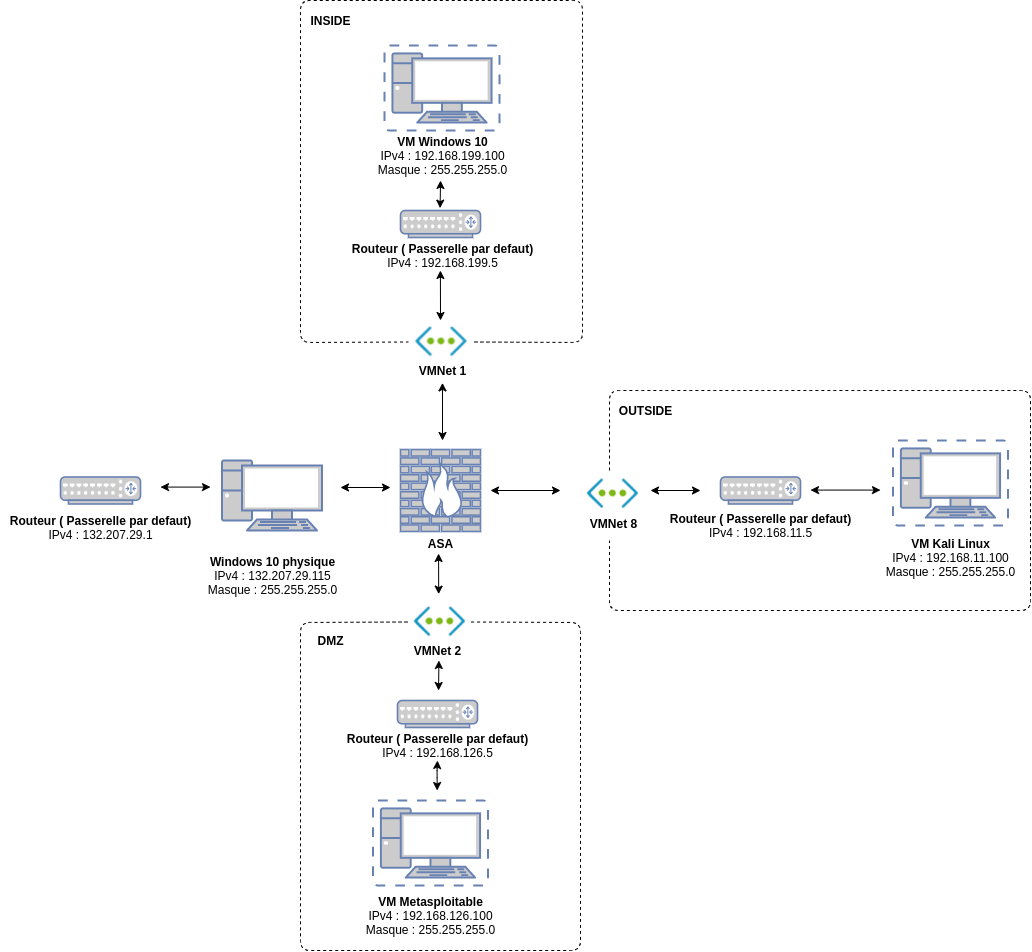 INSIDE
VM Windows 10
IPv4 : 192.168.199.100
Masque : 255.255.255.0
Routeur ( Passerelle par defaut)
IPv4 : 192.168.199.5
VMNet 1
OUTSIDE
VMNet 8
Routeur ( Passerelle par defaut)
IPv4 : 192.168.11.5
VM Kali Linux
IPv4 : 192.168.11.100
Masque : 255.255.255.0
Routeur ( Passerelle par defaut)
IPv4 : 132.207.29.1
Windows 10 physique
IPv4 : 132.207.29.115
Masque : 255.255.255.0
ASA
DMZ
VMNet 2
Routeur ( Passerelle par defaut)
IPv4 : 192.168.126.5
VM Metasploitable
IPv4 : 192.168.126.100
Masque : 255.255.255.0